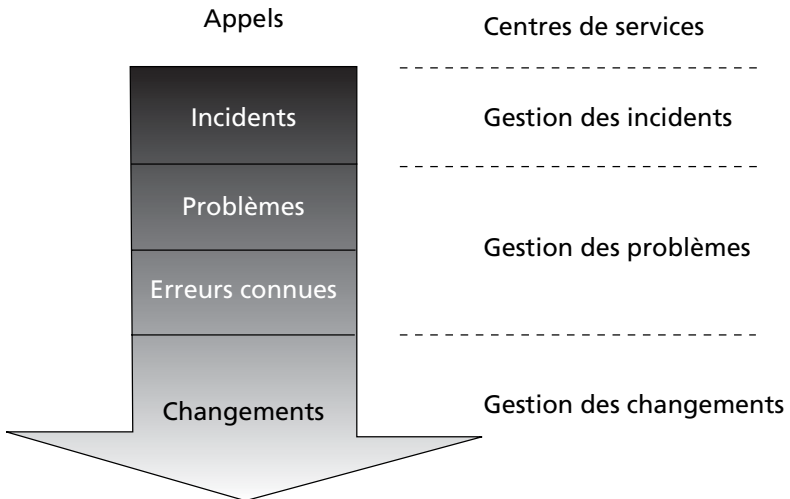 Appels
Centres de services
Incidents
Gestion des incidents
Problèmes
Gestion des problèmes
Erreurs connues
Changements
Gestion des changements